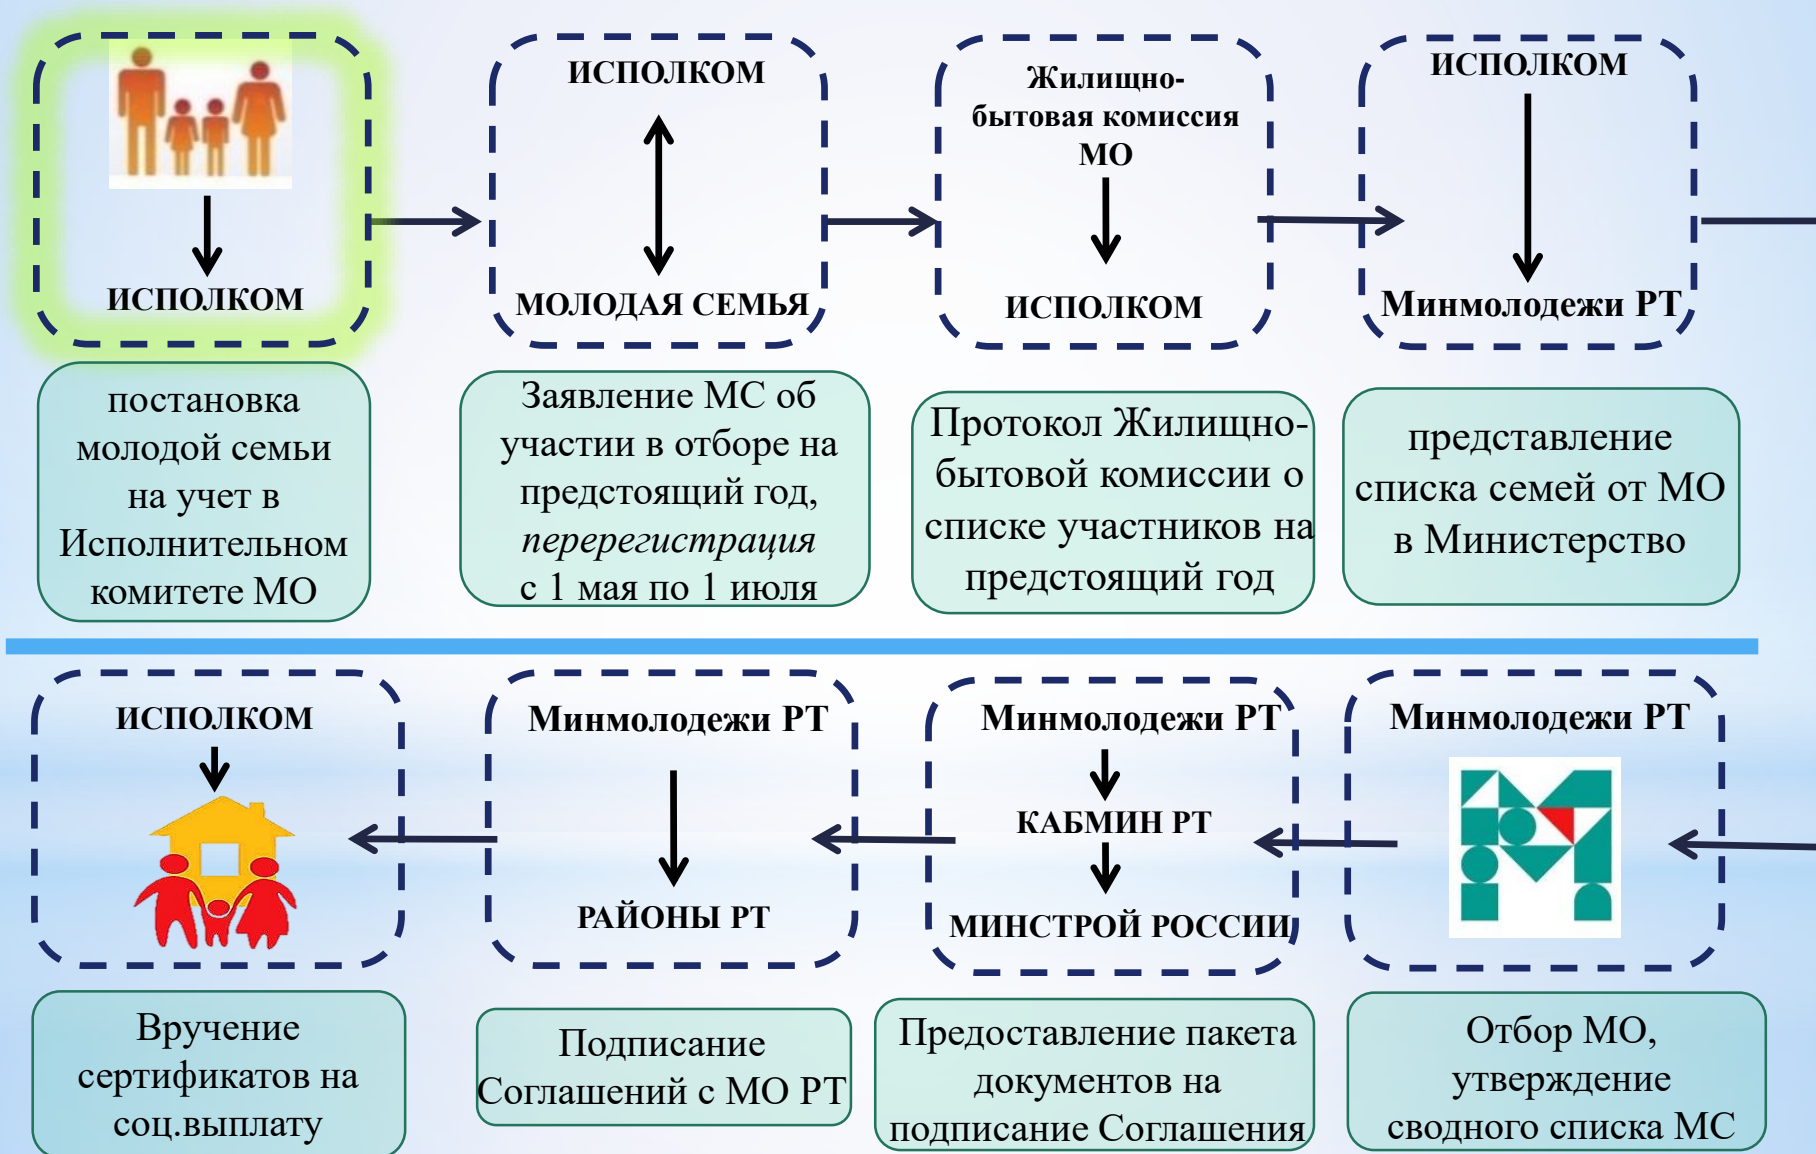 ИСПОЛКОМ
постановка
молодой семьи
на учет в
Исполнительном
комитете МО
ИСПОЛКОМ
МОЛОДАЯ СЕМЬЯ
Заявление МС об
участии в отборе на
предстоящий год,
перерегистрация
с 1 мая по 1 июля
Жилищно-
бытовая комиссия
МО
ИСПОЛКОМ
Протокол Жилищно-
бытовой комиссии о
списке участников на
предстоящий год
ИСПОЛКОМ
Минмолодежи РТ
представление
списка семей от МО
в Министерство
Минмолодежи РТ
Отбор МО,
утверждение
сводного списка МС
Минмолодежи РТ
КАБМИН РТ
МИНСТРОЙ РОССИИ
Предоставление пакета
документов на
подписание Соглашения
Минмолодежи РТ
РАЙОНЫ РТ
Подписание
Соглашений с МО РТ
ИСПОЛКОМ
Вручение
сертификатов на
соц.выплату